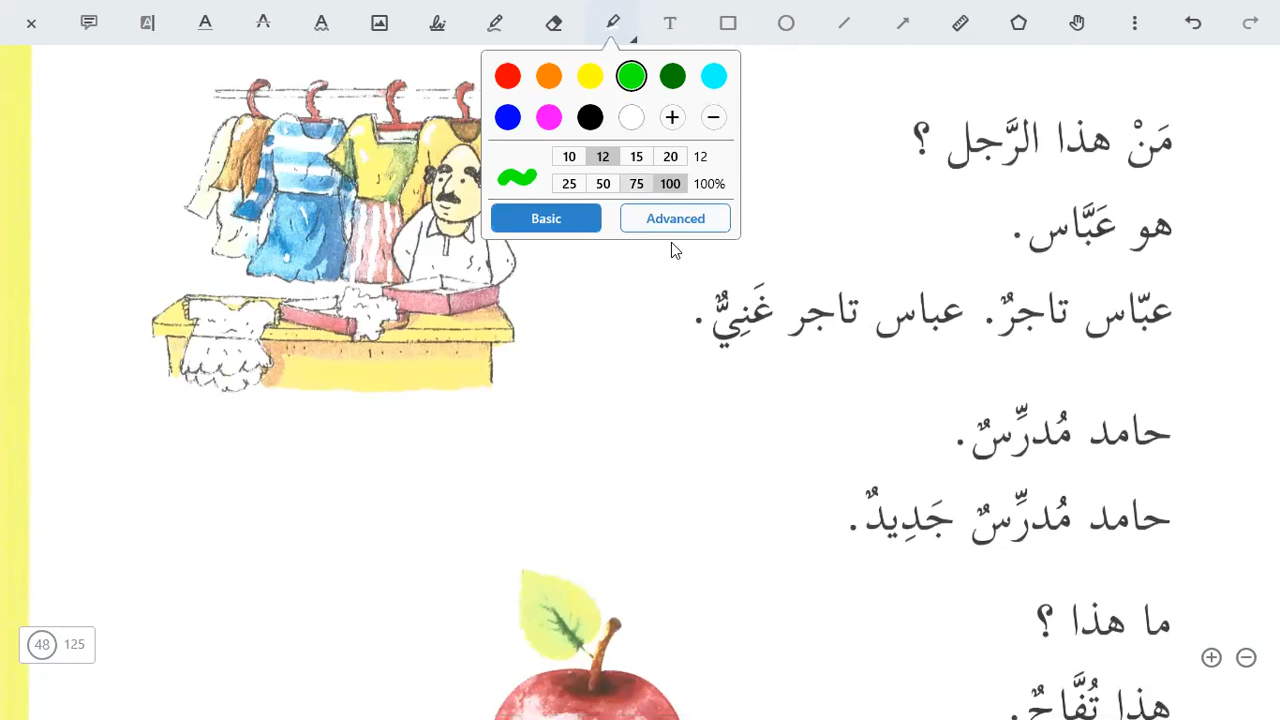 T
10 12 15 20 12
25 50 75 100 100%
Basic Advanced
مَنْ هذا الرَّجل ؟
هو عَبَّاس.
عبّاس تاجرٌ. عباس تاجر غَنِيٌّ.
حامد مُدرِّسٌ.
حامد مُدرِّسٌ جَدِيدٌ.
ما هذا ؟
هذا تُفَّاحٌ.
48 125